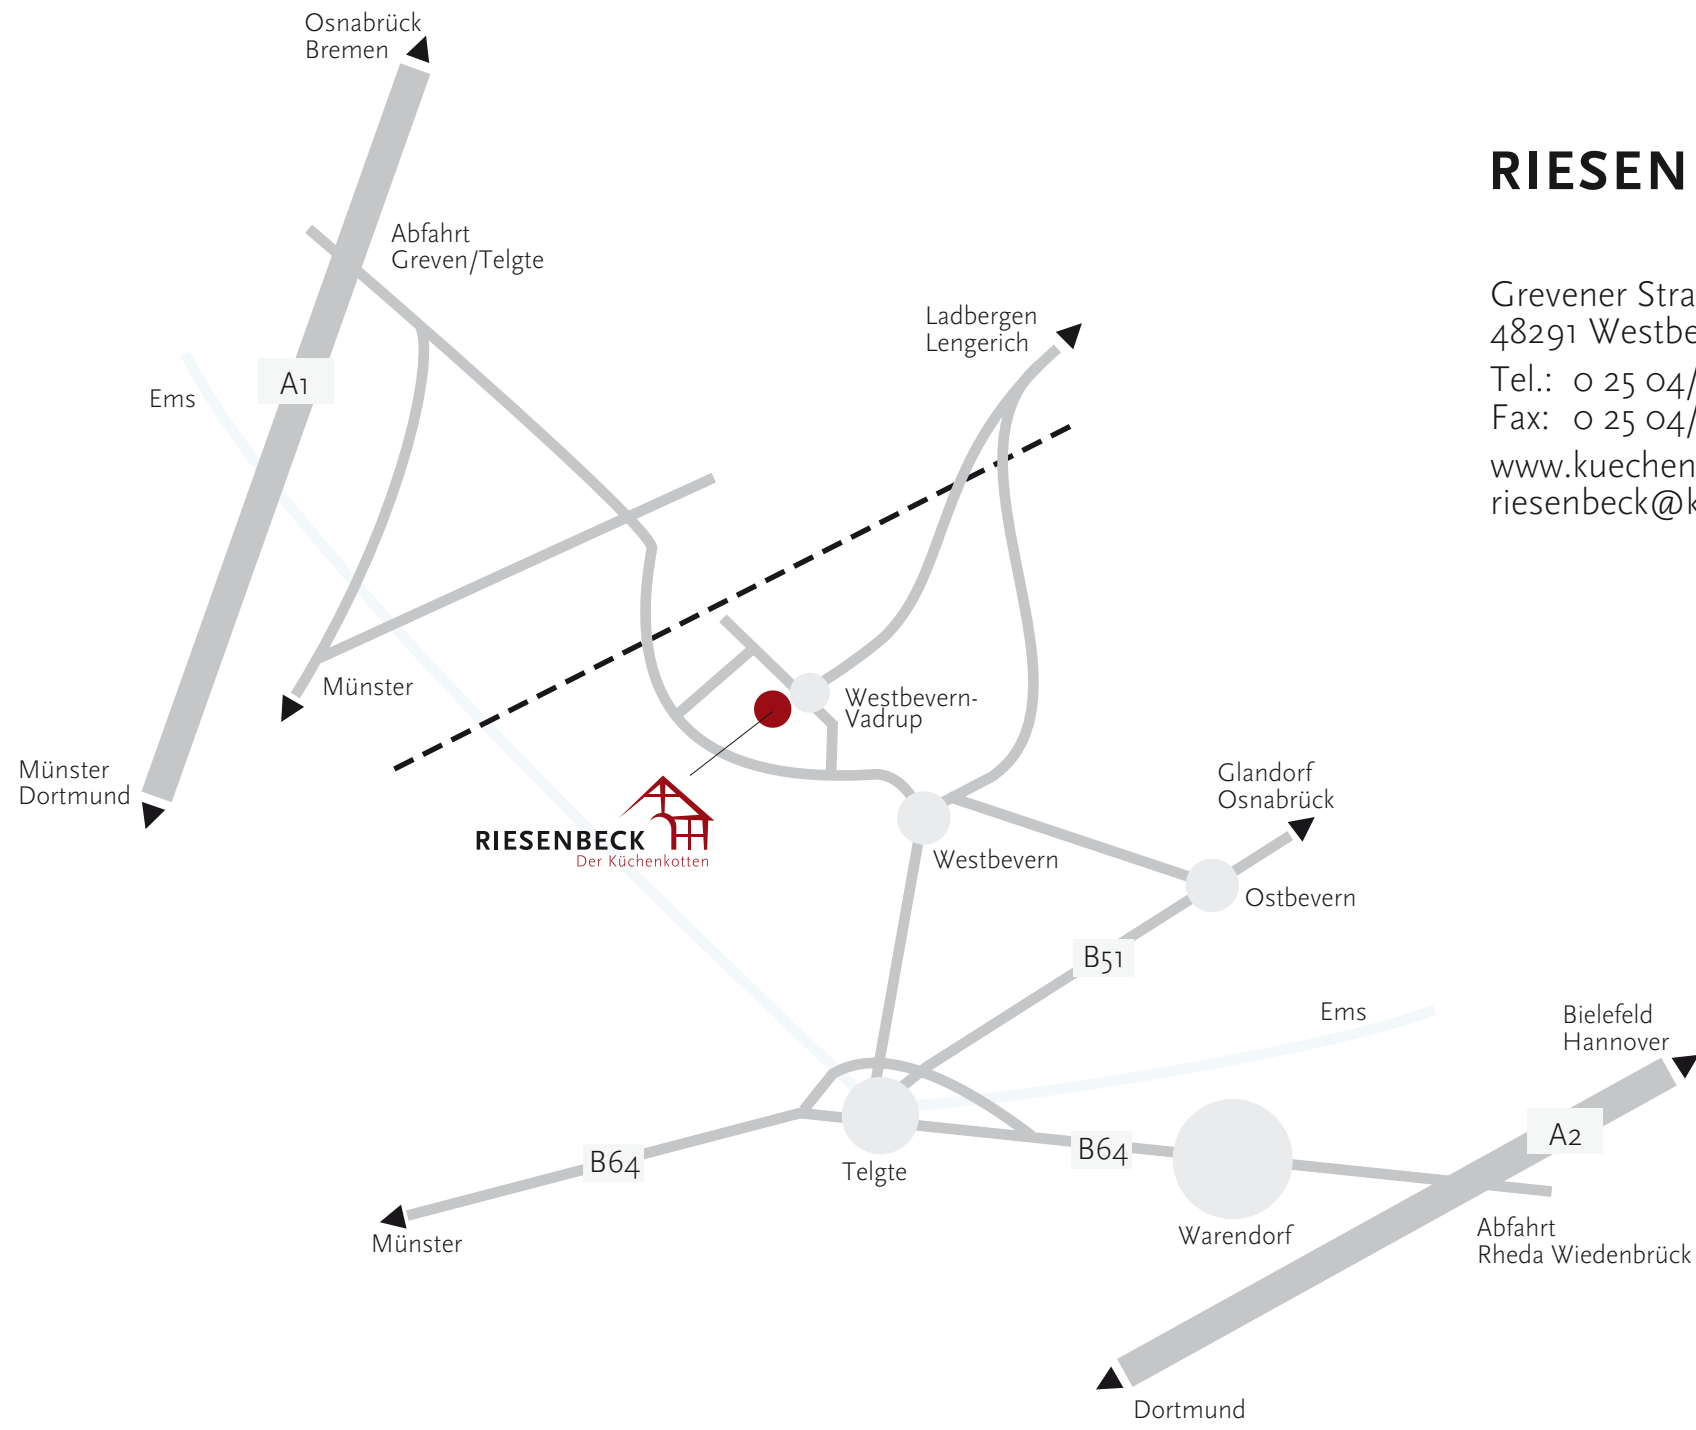 Osnabrück
Bremen
RIESEN
Abfahrt
Greven/Telgte
Grevener Stra
48291 Westbe
Tel.: 0 25 04/
Fax: 0 25 04/
www.kuechen
riesenbeck@k
Ladbergen
Lengerich
A1
Ems
Münster
Westbevern-
Vadrup
Münster
Dortmund
RIESENBECK
Der Küchenkotten
Glandorf
Osnabrück
Westbevern
Ostbevern
B51
Ems
Bielefeld
Hannover
A2
B64
B64
Telgte
Münster
Warendorf
Abfahrt
Rheda Wiedenbrück
Dortmund